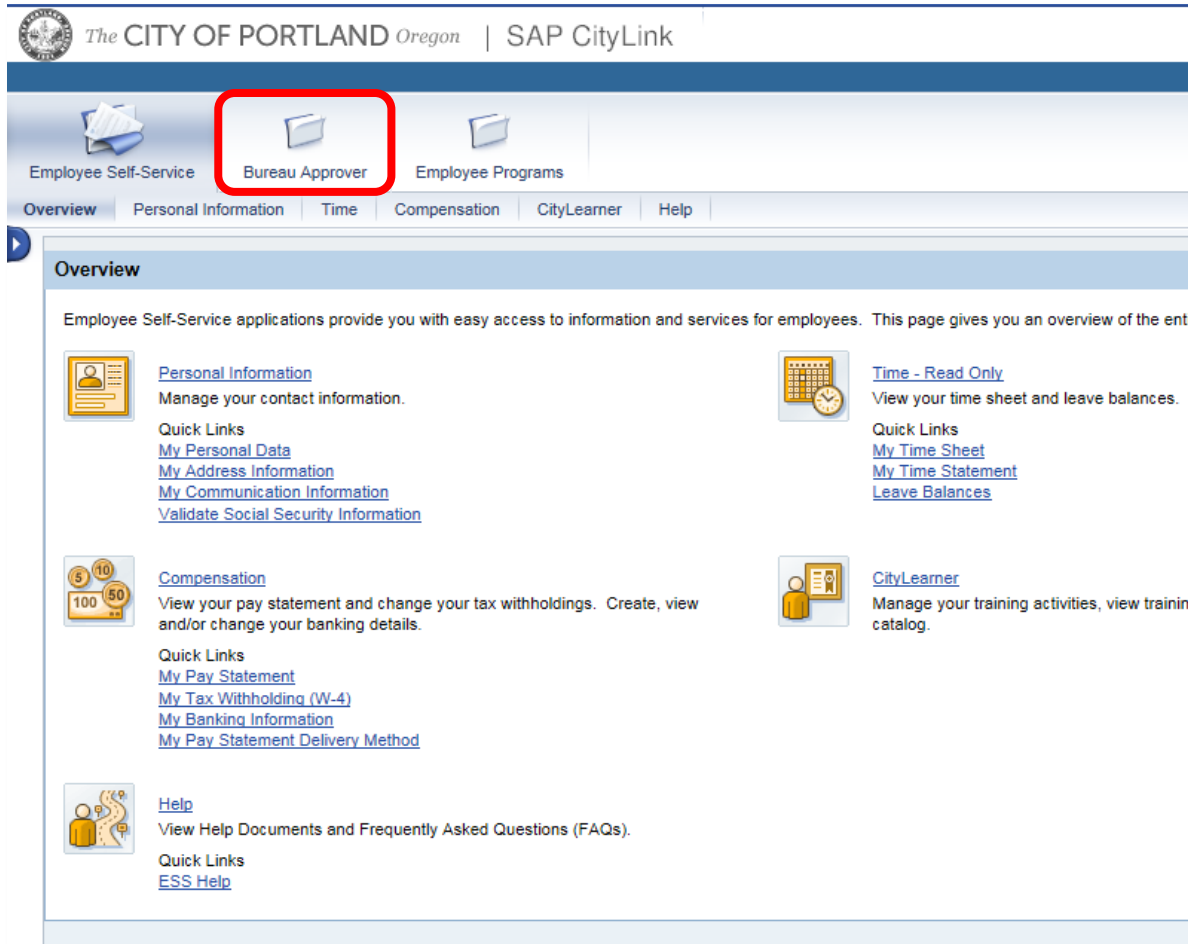 The CITY OF PORTLAND Oregon | SAP CityLink
Employee Self-Service Bureau Approver Employee Programs
Overview Personal Information Time Compensation CityLearner Help
Overview
Employee Self-Service applications provide you with easy access to information and services for employees. This page gives you an overview of the ent
Personal Information
Manage your contact information.
Quick Links
My Personal Data
My Address Information
My Communication Information
Validate Social Security Information
Time - Read Only
View your time sheet and leave balances.
Quick Links
My Time Sheet
My Time Statement
Leave Balances
5 10
100 50
Compensation
View your pay statement and change your tax withholdings. Create, view
and/or change your banking details.
Quick Links
My Pay Statement
My Tax Withholding (W-4)
My Banking Information
My Pay Statement Delivery Method
CityLearner
Manage your training activities, view trainin
catalog.
Help
View Help Documents and Frequently Asked Questions (FAQs).
Quick Links
ESS Help